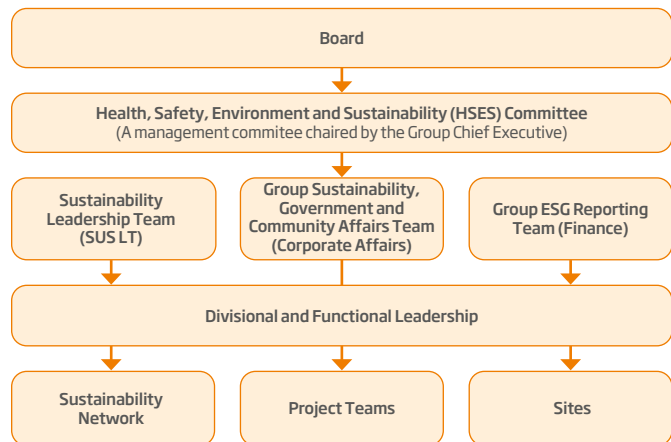 Board
Health, Safety, Environment and Sustainability (HSES) Committee
(A management commitee chaired by the Group Chief Executive)
Sustainability
Leadership Team
(SUS LT)
Group Sustainability,
Government and
Community Affairs Team
(Corporate Affairs)
Group ESG Reporting
Team (Finance)
Divisional and Functional Leadership
Sustainability
Network
Project Teams
Sites